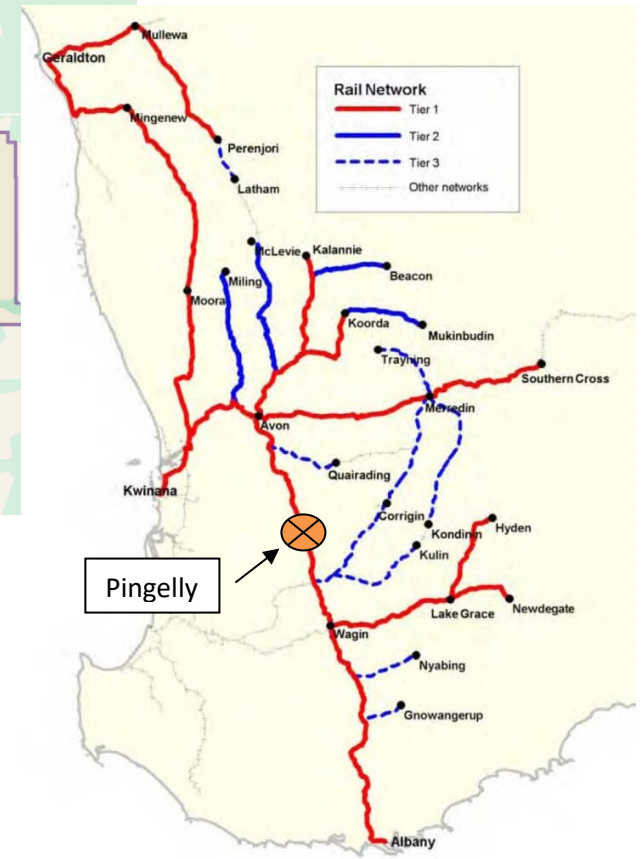 Mullewa
Geraldton
Rail Network
Tier 1
Tier 2
Tier 3
Other networks
Mingenew
Perenjori
Latham
McLevie
Kalannie
Miling
Beacon
Moora
Koorda
Mukinbudin
Trayning
Southern Cross
Merredin
Avon
Quairading
Kwinana
Corrigin
Hyden
Kondinin
Kulin
Pingelly
Lake Grace
Newdegate
Wagin
Nyabing
Gnowangerup
Albany